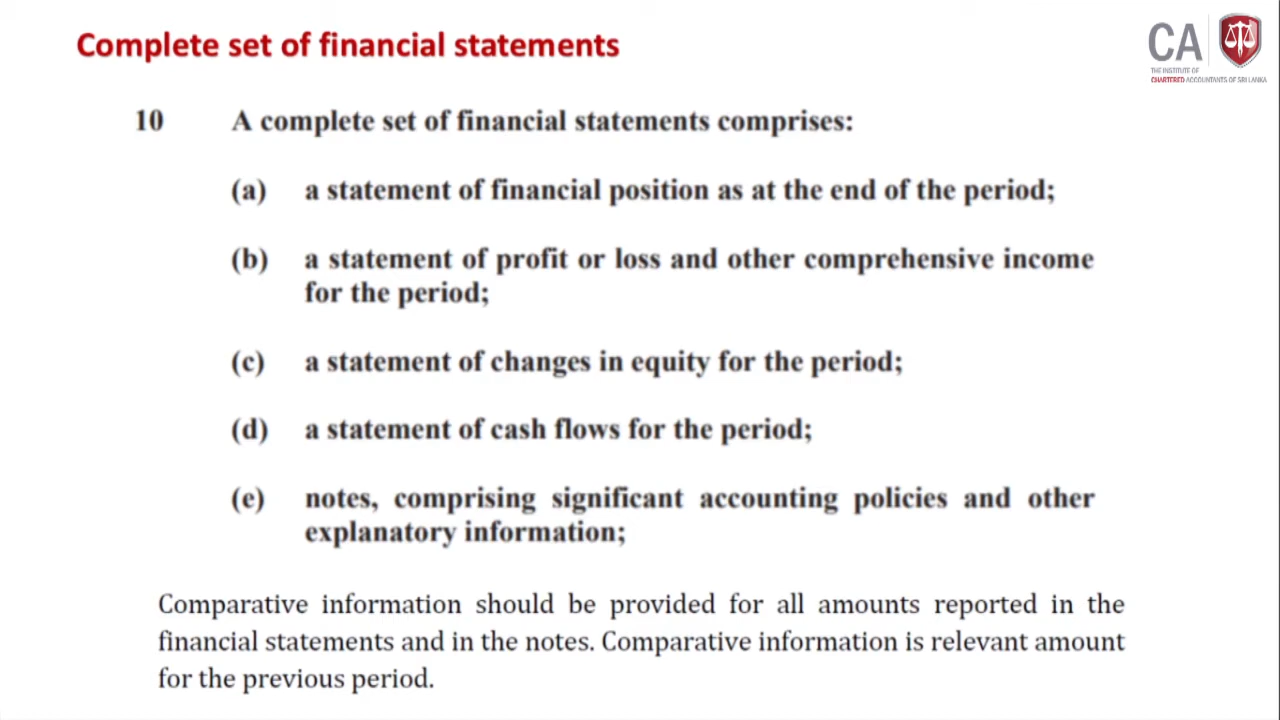 Complete set of financial statements
CA
THE INSTITUTE OF
CHARTERED ACCOUNTANTS OF SRI LANKA
10 A complete set of financial statements comprises:
(a) a statement of financial position as at the end of the period;
(b) a statement of profit or loss and other comprehensive income
for the period;
(c) a statement of changes in equity for the period;
(d) a statement of cash flows for the period;
(e) notes, comprising significant accounting policies and other
explanatory information;
Comparative information should be provided for all amounts reported in the
financial statements and in the notes. Comparative information is relevant amount
for the previous period.